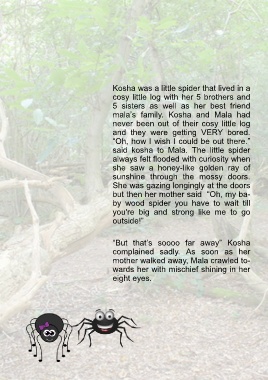 Kosha was a little spider that lived in a
cosy little log with her 5 brothers and
5 sisters as well as her best friend
mala's family. Kosha and Mala had
never been out of their cosy little log
and they were getting VERY bored.
"Oh, how I wish I could be out there."
said kosha to Mala. The little spider
always felt flooded with curiosity when
she saw a honey-like golden ray of
sunshine through the mossy doors.
She was gazing longingly at the doors
but then her mother said "Oh, my ba-
by wood spider you have to wait till
you're big and strong like me to go
outside!"
"But that's soooo far away" Kosha
complained sadly. As soon as her
mother walked away, Mala crawled to-
wards her with mischief shining in her
eight eyes.